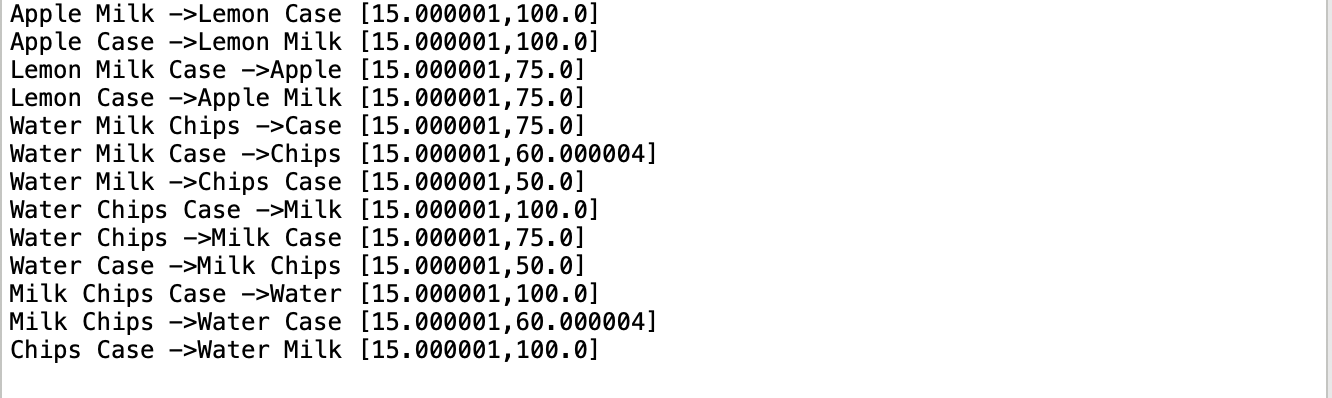 Apple Milk ->Lemon Case [15.000001,100.0]
Apple Case ->Lemon Milk [15.000001,100.0]
Lemon Milk Case ->Apple [15.000001,75.0]
Lemon Case ->Apple Milk [15.000001,75.0]
Water Milk Chips ->Case [15.000001,75.0]
Water Milk Case ->Chips [15.000001,60.000004]
Water Milk ->Chips Case [15.000001,50.0]
Water Chips Case ->Milk [15.000001,100.0]
Water Chips ->Milk Case [15.000001,75.0]
Water Case ->Milk Chips [15.000001,50.0]
Milk Chips Case ->Water [15.000001,100.0]
Milk Chips ->Water Case [15.000001,60.000004]
Chips Case ->Water Milk [15.000001,100.0]